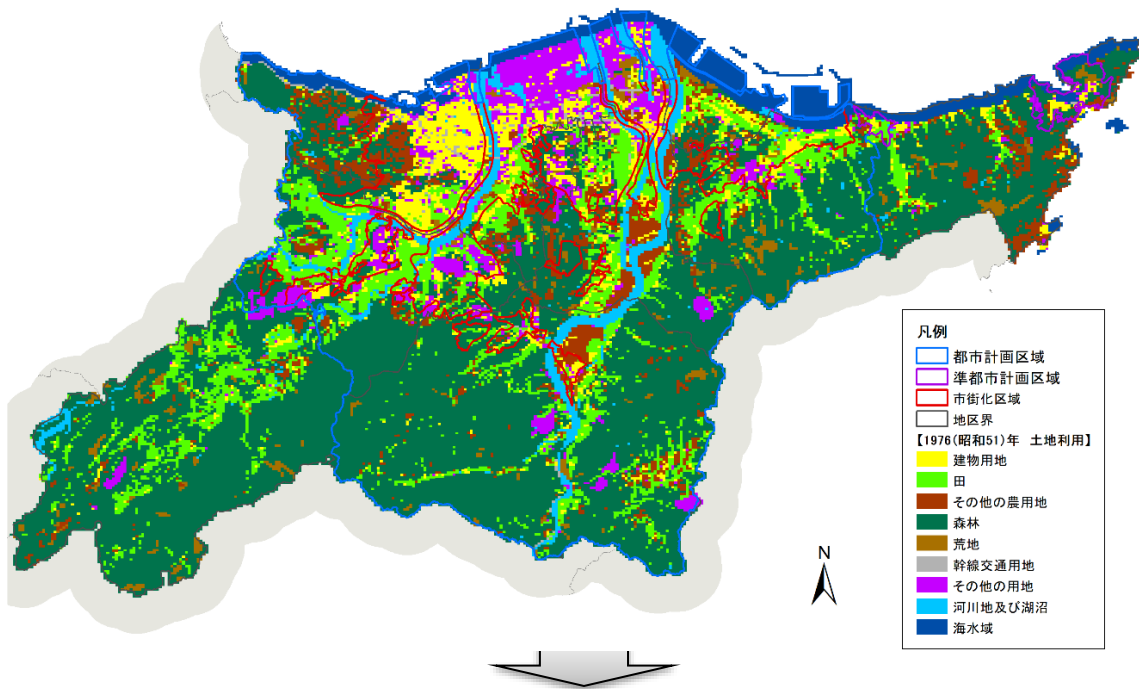 N
凡例
都市計画区域
準都市計画区域
市街化区域
地区界
【1976(昭和51)年 土地利用】
建物用地
田
その他の農用地
森林
荒地
幹線交通用地
その他の用地
河川地及び湖沼
海水域